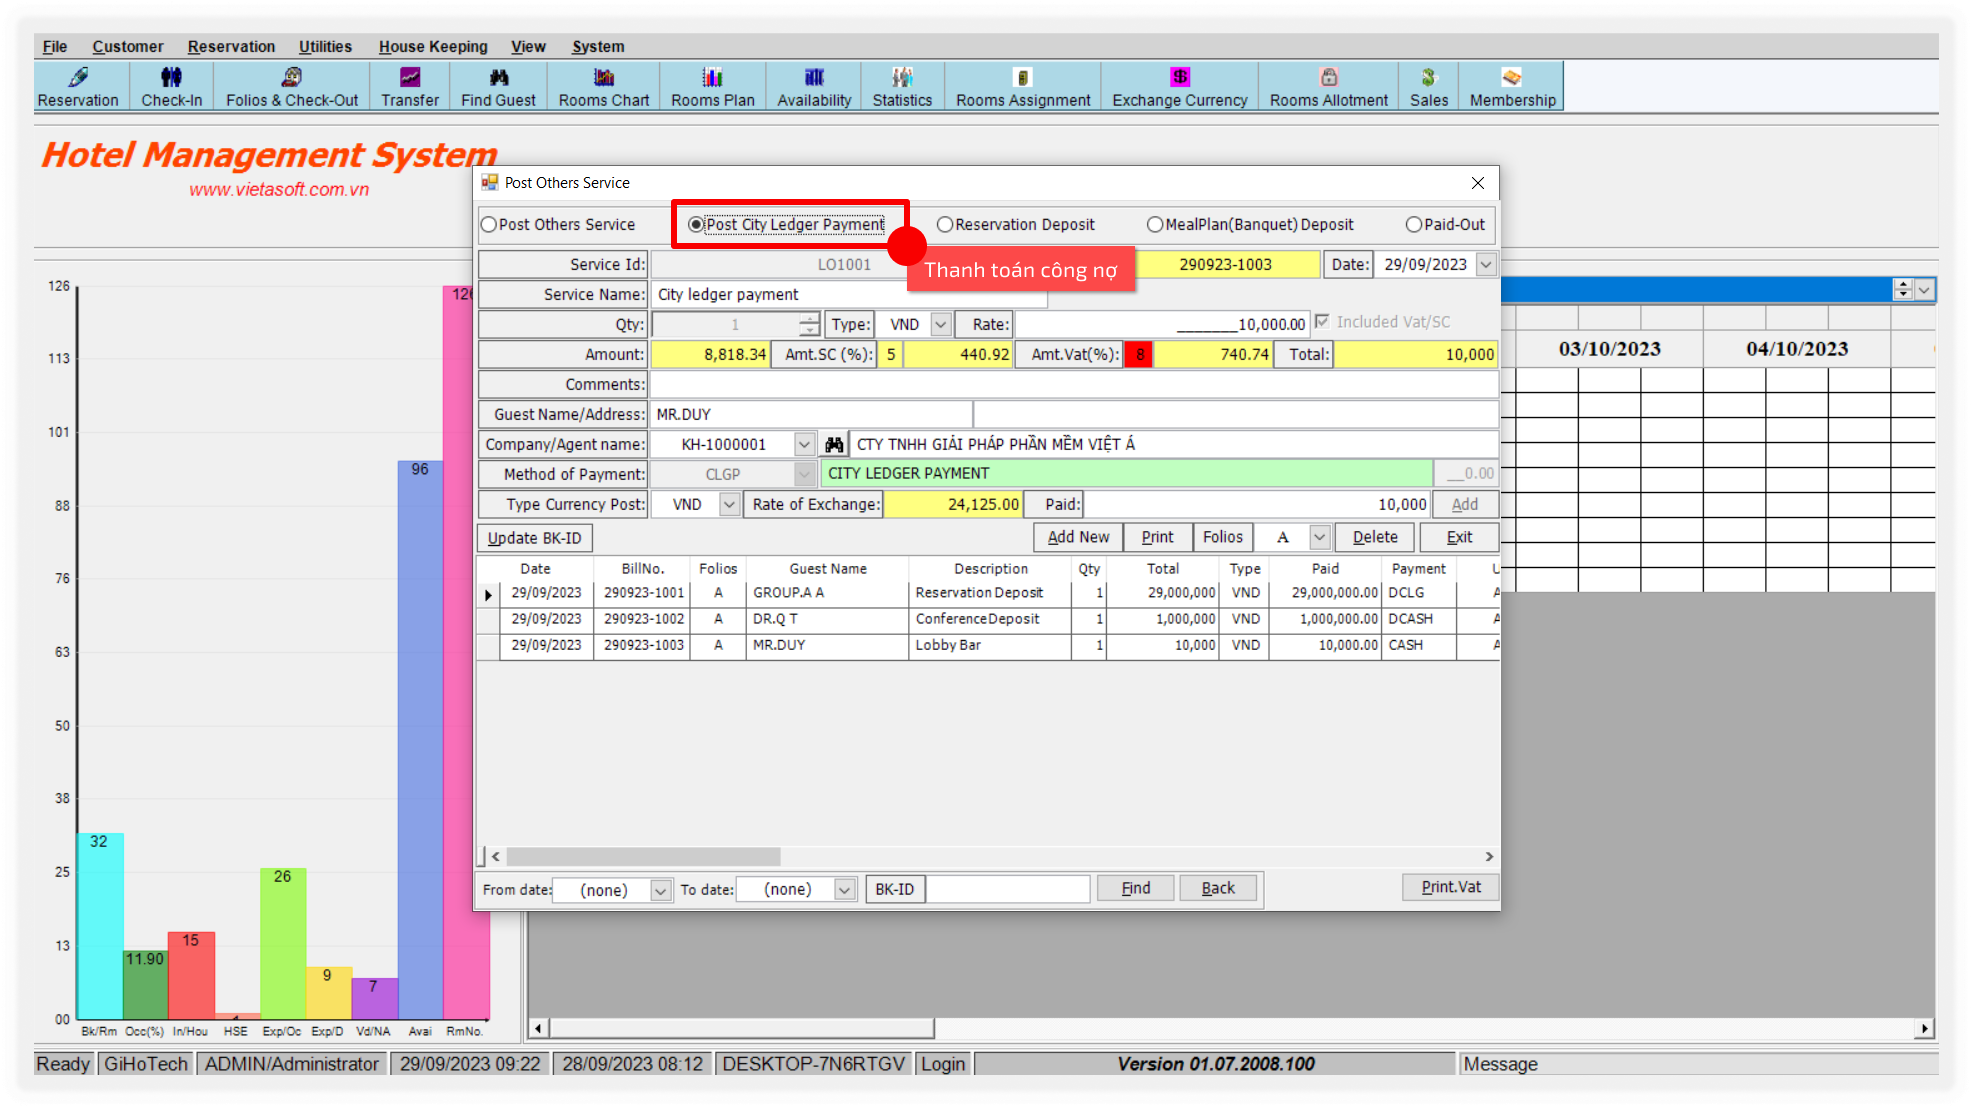 File Customer Reservation Utilities House Keeping View System
Reservation Check-In Folios & Check-Out Transfer Find Guest Rooms Chart Rooms Plan Availability Statistics Rooms Assignment Exchange Currency Rooms Allotment Sales Membership
Hotel Management System
www.vietasoft.com.vn
Post Others Service
Post Others Service Post City Ledger Payment Reservation Deposit MealPlan(Banquet) Deposit Paid-Out
Thanh toán công nợ
Service Id: LO1001 290923-1003 Date: 29/09/2023
Service Name: City ledger payment
Qty: 1 Type: VND Rate: _______10,000.00 Included Vat/SC
Amount: 8,818.34 Amt.SC (%): 5 440.92 Amt.Vat(%): 8 740.74 Total: 10,000
Comments:
Guest Name/Address: MR.DUY
Company/Agent name: KH-1000001 CTY TNHH GIẢI PHÁP PHẦN MỀM VIỆT Á
Method of Payment: CLGP CITY LEDGER PAYMENT __0.00
Type Currency Post: VND Rate of Exchange: 24,125.00 Paid: 10,000 Add
Update BK-ID Add New Print Folios A Delete Exit
Date BillNo. Folios Guest Name Description Qty Total Type Paid Payment
29/09/2023 290923-1001 A GROUP.A A Reservation Deposit 1 29,000,000 VND 29,000,000.00 DCLG
29/09/2023 290923-1002 A DR.Q T Conference Deposit 1 1,000,000 VND 1,000,000.00 DCASH
29/09/2023 290923-1003 A MR.DUY Lobby Bar 1 10,000 VND 10,000.00 CASH
From date: (none) To date: (none) BK-ID Find Back Print.Vat
03/10/2023 04/10/2023
126
113
101
88
76
63
50
38
25
13
00
32 11.90 15 26 9 7 96 126
Bk/Rm Occ(%) In/Hou HSE Exp/Oc Exp/D Vd/NA Avai RmNo.
Ready GiHoTech ADMIN/Administrator 29/09/2023 09:22 28/09/2023 08:12 DESKTOP-7N6RTGV Login Version 01.07.2008.100 Message